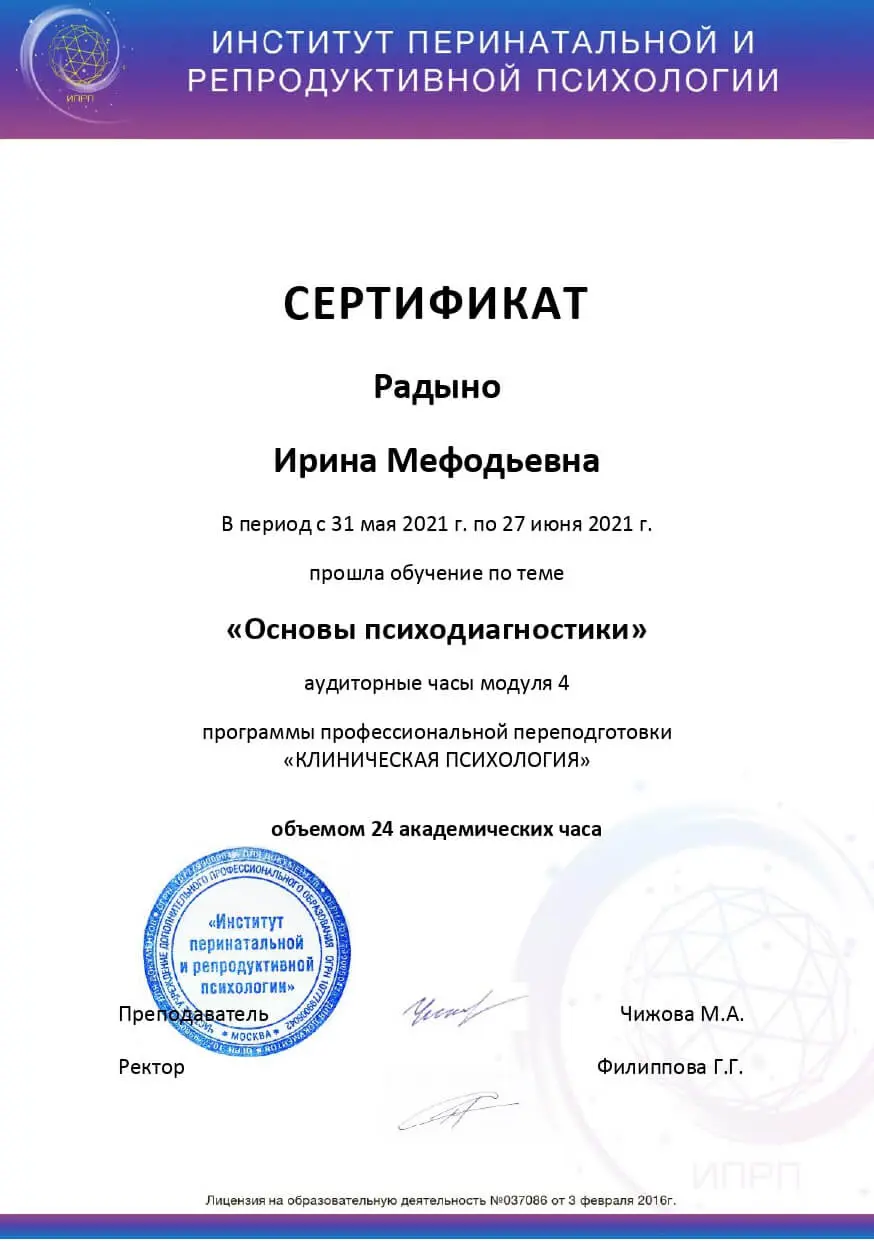 ИНСТИТУТ ПЕРИНАТАЛЬНОЙ И
РЕПРОДУКТИВНОЙ ПСИХОЛОГИИ
ИПРП
СЕРТИФИКАТ
Радыно
Ирина Мефодьевна
В период с 31 мая 2021 г. по 27 июня 2021 г.
прошла обучение по теме
«Основы психодиагностики»
аудиторные часы модуля 4
программы профессиональной переподготовки
«КЛИНИЧЕСКАЯ ПСИХОЛОГИЯ»
объемом 24 академических часа
УЧРЕЖДЕНИЕ ДОПОЛНИТЕЛЬНОГО ПРОФЕССИОНАЛЬНОГО ОБРАЗОВАНИЯ
«Институт
перинатальной
и репродуктивной
психологии»
МОСКВА
Преподаватель Чижова М.А.
Ректор Филиппова Г.Г.
ИПРП
Лицензия на образовательную деятельность №037086 от 3 февраля 2016г.